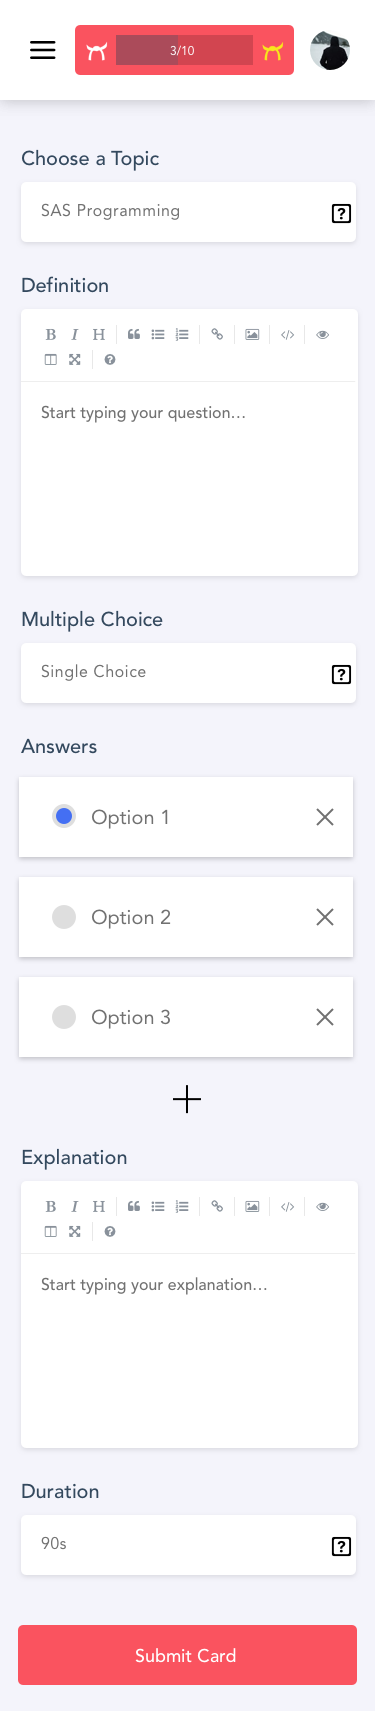 3/10
Choose a Topic
SAS Programming
Definition
B I H
Start typing your question...
Multiple Choice
Single Choice
Answers
Option 1
Option 2
Option 3
Explanation
B I H
Start typing your explanation...
Duration
90s
Submit Card